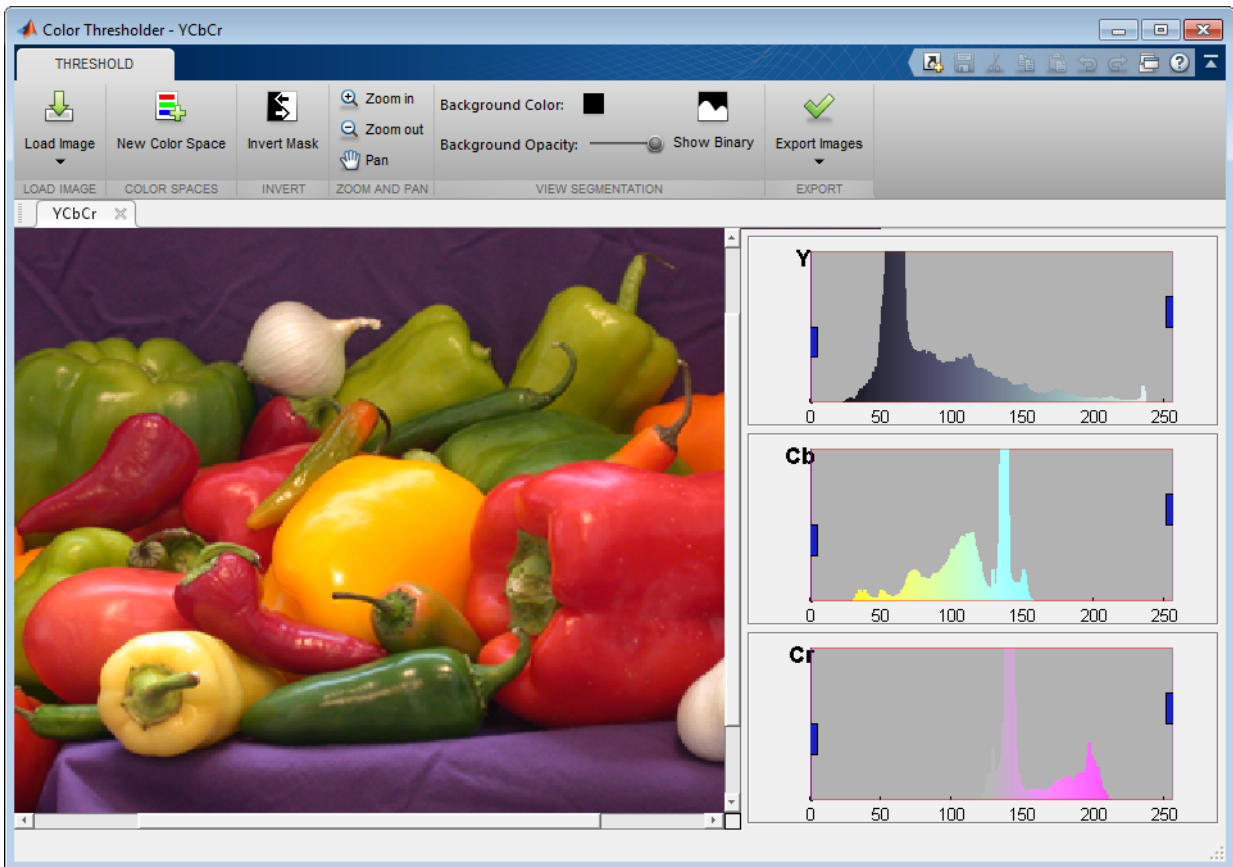 Color Thresholder - YCbCr
THRESHOLD
Load Image
New Color Space
Invert Mask
Zoom in
Zoom out
Pan
Background Color:
Background Opacity:
Show Binary
Export Images
LOAD IMAGE
COLOR SPACES
INVERT
ZOOM AND PAN
VIEW SEGMENTATION
EXPORT
YCbCr
Y
0 50 100 150 200 250
Cb
0 50 100 150 200 250
Cr
0 50 100 150 200 250